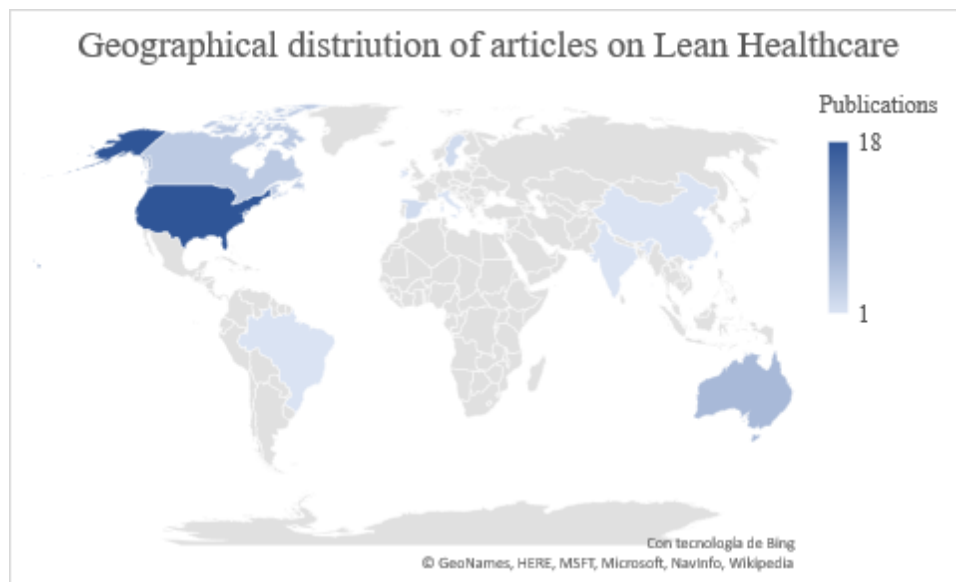 Geographical distriution of articles on Lean Healthcare
Publications
18
1
Con tecnología de Bing
© GeoNames, HERE, MSFT, Microsoft, NavInfo, Wikipedia